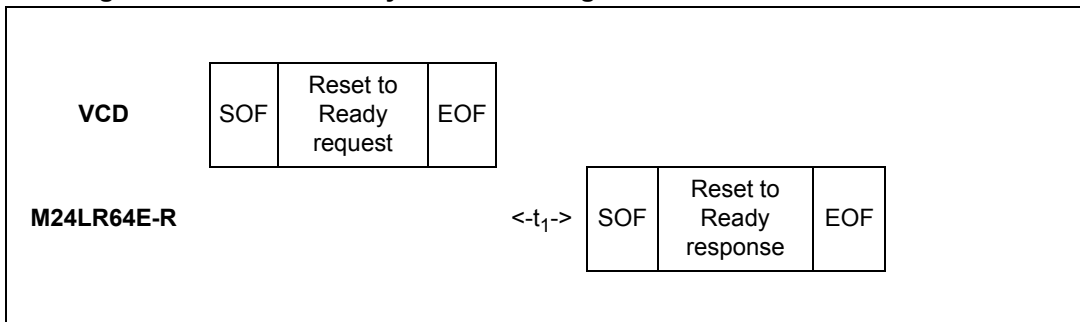 VCD
SOF
Reset to
Ready
request
EOF
M24LR64E-R
<-t1->
SOF
Reset to
Ready
response
EOF